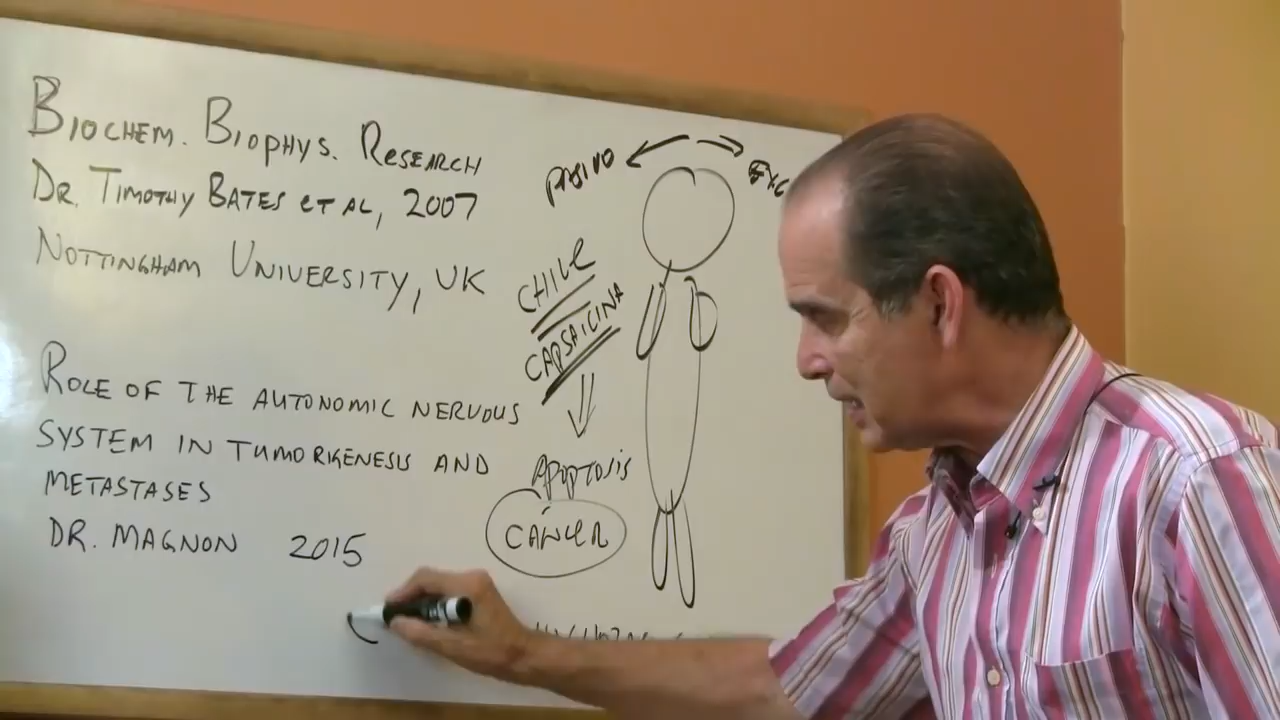 BIOCHEM. BIOPHYS. RESEARCH
DR. TIMOTHY BATES et AL, 2007
NOTTINGHAM UNIVERSITY, UK
ROLE OF THE AUTONOMIC NERVOUS
SYSTEM IN TUMORIGENESIS AND
METASTASES
DR. MAGNON 2015
PASIVO
EXC
CHILE
CAPSAICINA
APOPTOSIS
CÁNCER